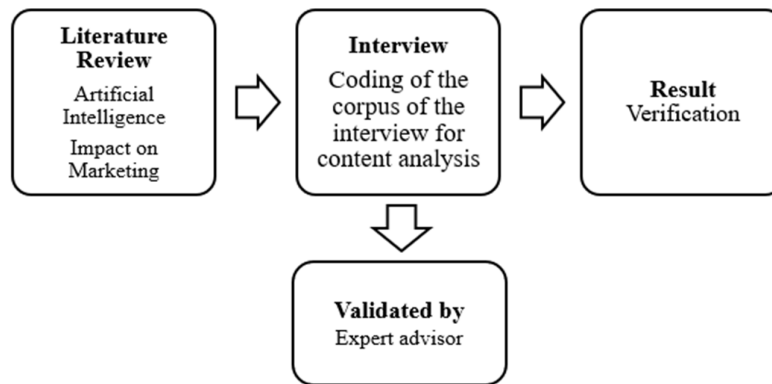 Literature
Review
Artificial
Intelligence
Impact on
Marketing
Interview
Coding of the
corpus of the
interview for
content analysis
Result
Verification
Validated by
Expert advisor